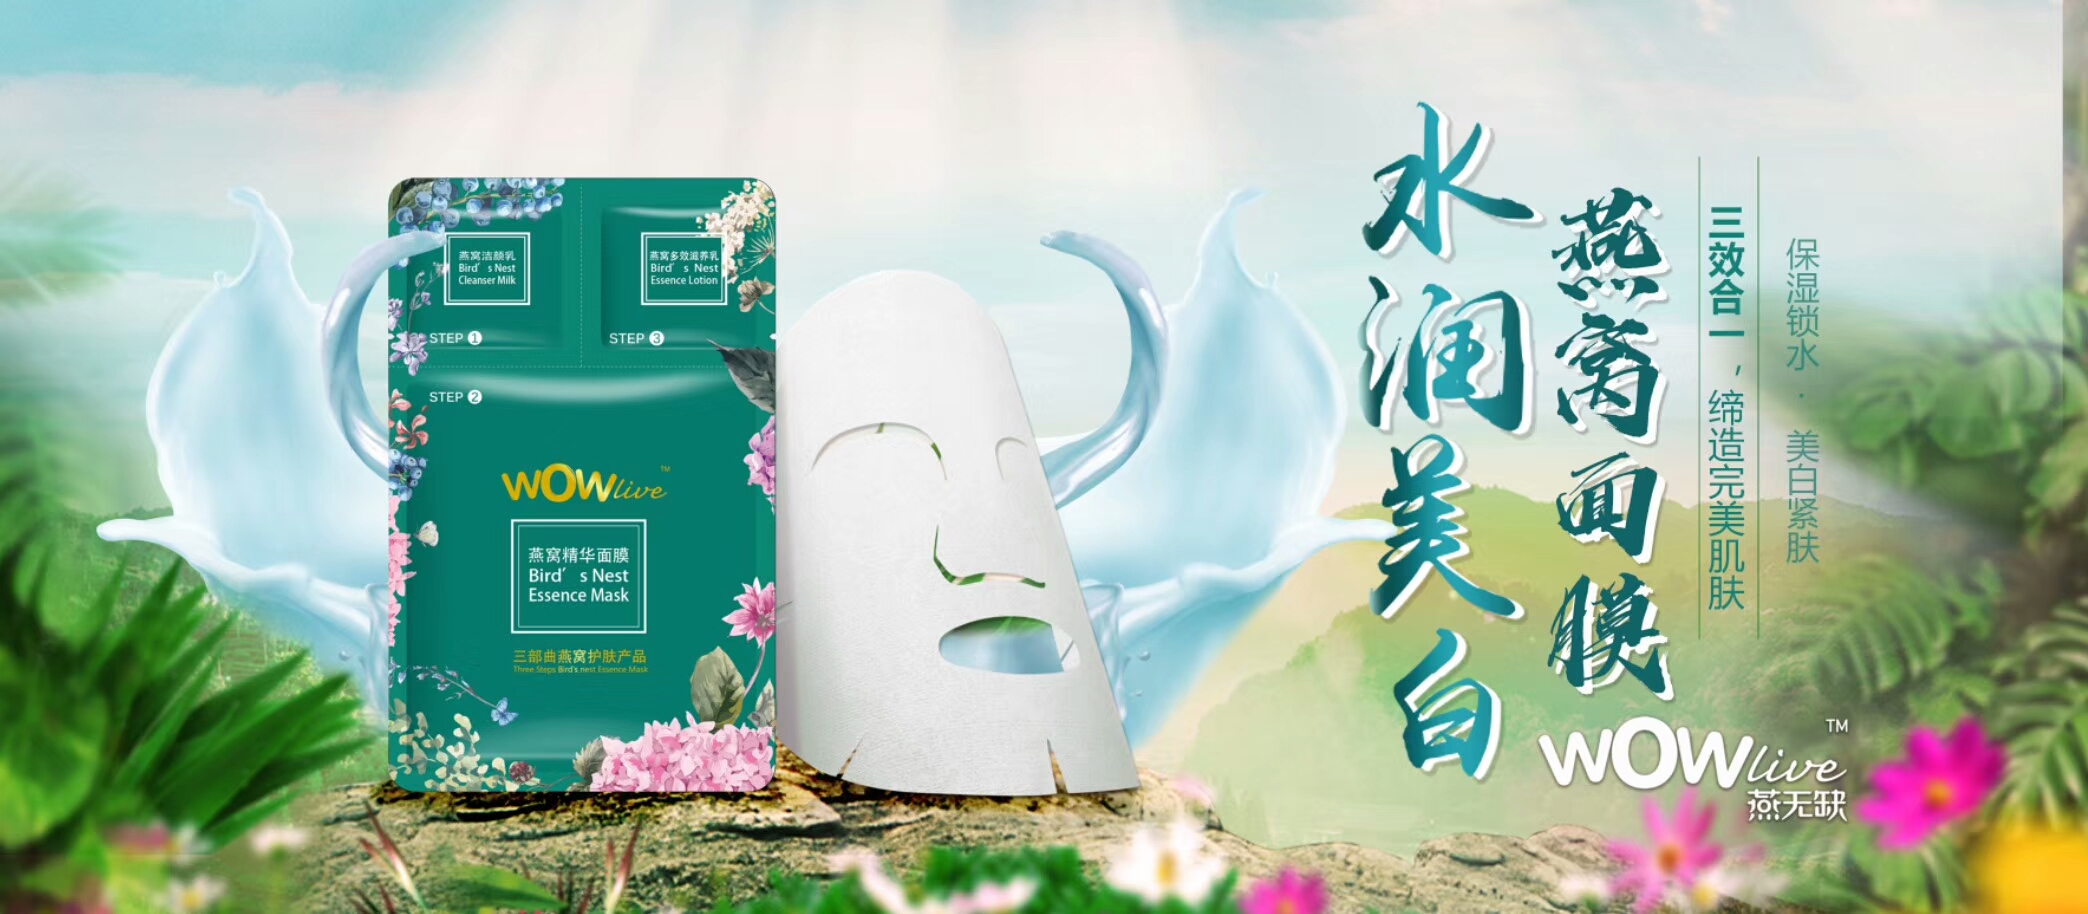 燕窝洁颜乳
Bird's Nest
Cleanser Milk
STEP 1
燕窝多效滋养乳
Bird's Nest
Essence Lotion
STEP 3
STEP 2
WOWlive™
燕窝精华面膜
Bird's Nest
Essence Mask
三部曲燕窝护肤产品
Three Steps Bird's nest Essence Mask
水润美白
燕窝面膜
三效合一，缔造完美肌肤
保湿锁水·美白紧肤
WOWlive™
燕无缺